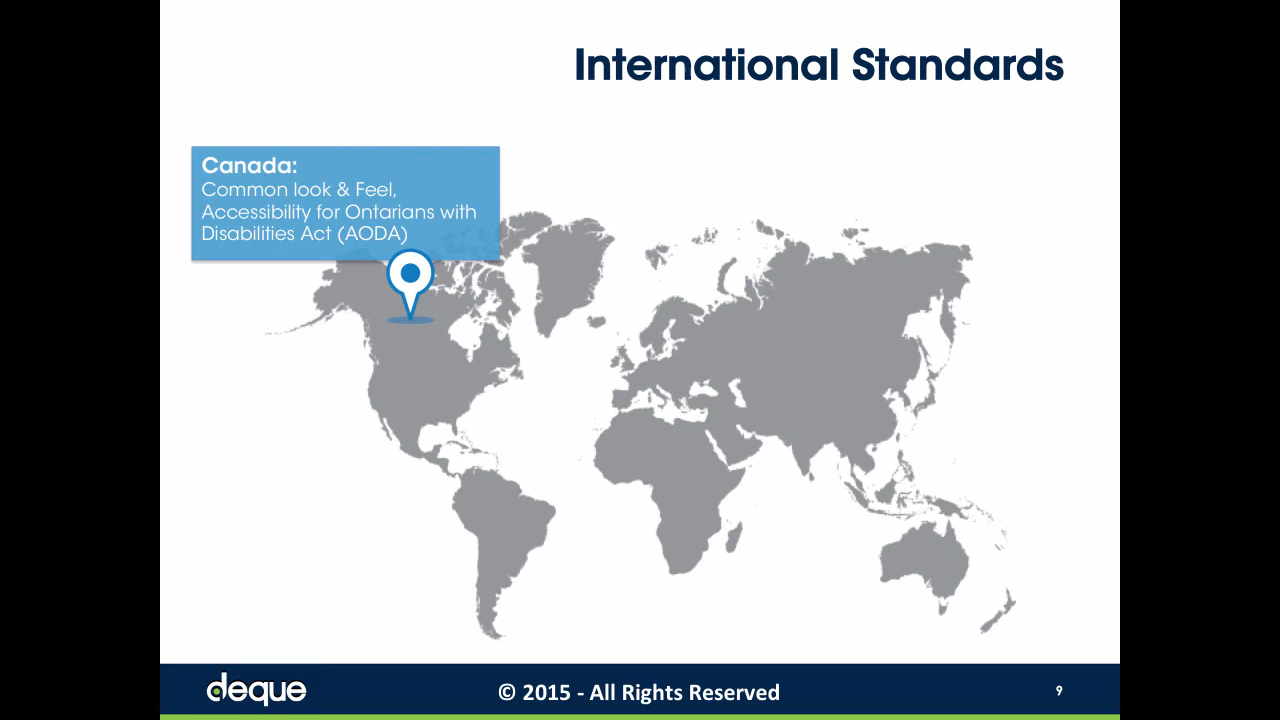 International Standards
Canada:
Common look & Feel,
Accessibility for Ontarians with
Disabilities Act (AODA)
deque
© 2015 - All Rights Reserved
9